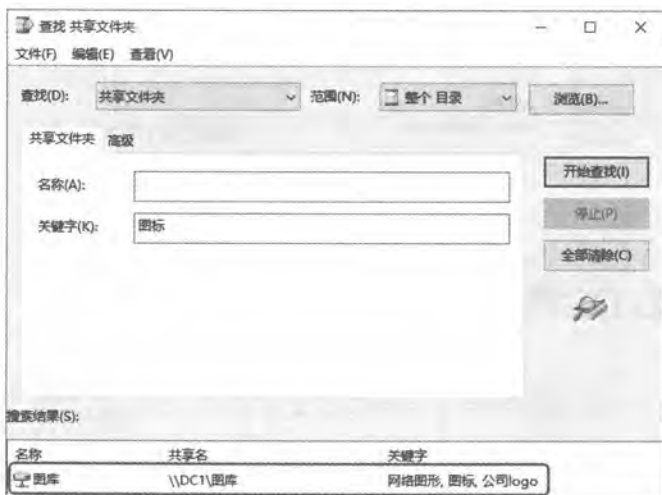 查找 共享文件夹
文件(F) 编辑(E) 查看(V)
查找(D): 共享文件夹 范围(N): 整个 目录 浏览(B)...
共享文件夹 高级
名称(A):
关键字(K): 图标
开始查找(I)
停止(P)
全部清除(C)
搜索结果(S):
名称 共享名 关键字
图库 \\DC1\图库 网络图形, 图标, 公司logo